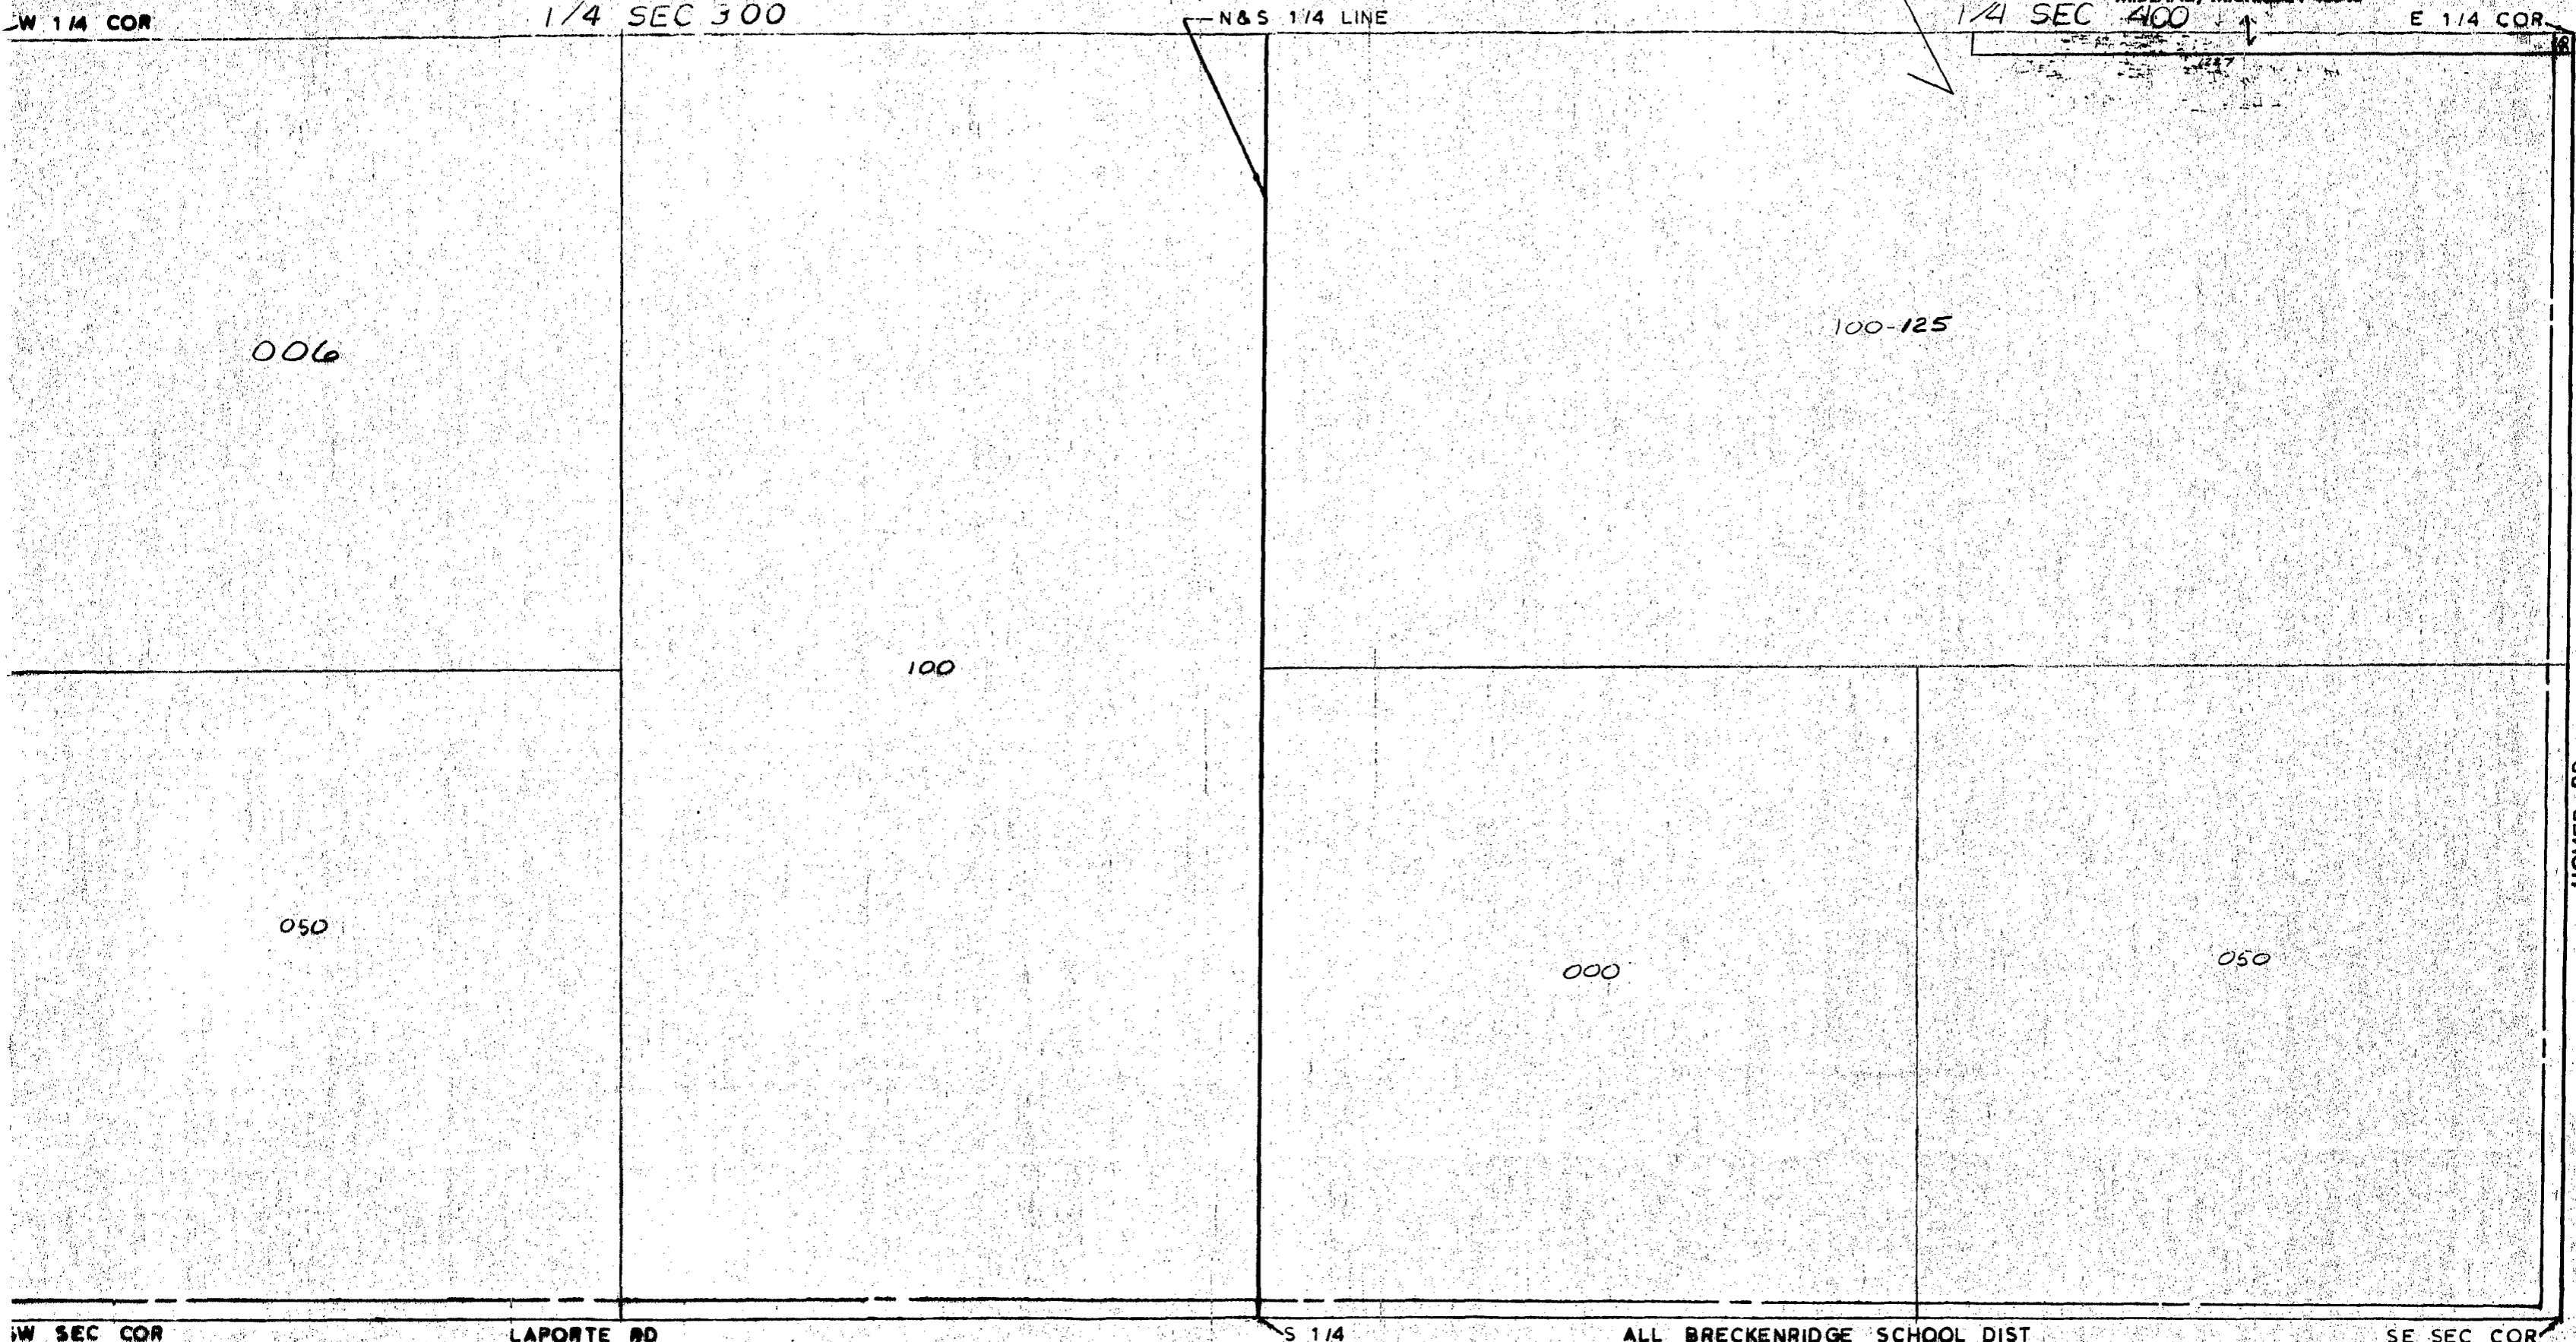 W 1/4 COR
1/4 SEC 300
N & S 1/4 LINE
1/4 SEC 400
E 1/4 COR
006
100-125
100
050
000
050
SW SEC COR
LAPORTE RD
S 1/4
ALL BRECKENRIDGE SCHOOL DIST
SE SEC COR